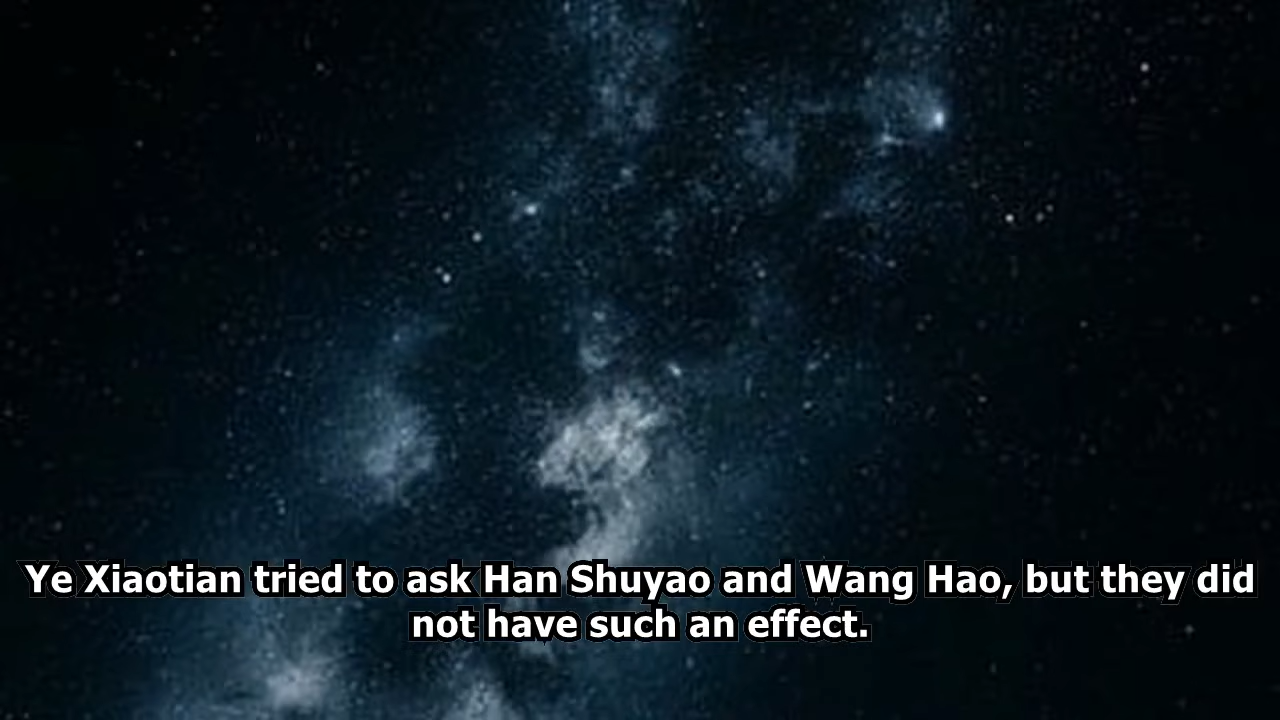 Ye Xiaotian tried to ask Han Shuyao and Wang Hao, but they did
not have such an effect.